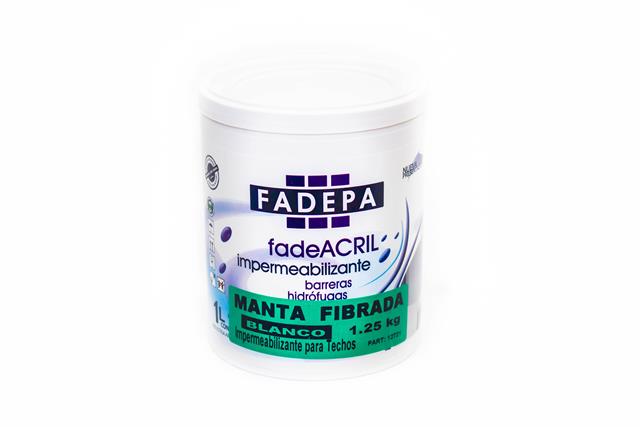 FADEPA
fadeACRIL
impermeabilizante
barreras
hidrófugas
1L
MANTA FIBRADA
BLANCO 1.25 kg
Impermeabilizante para Techos